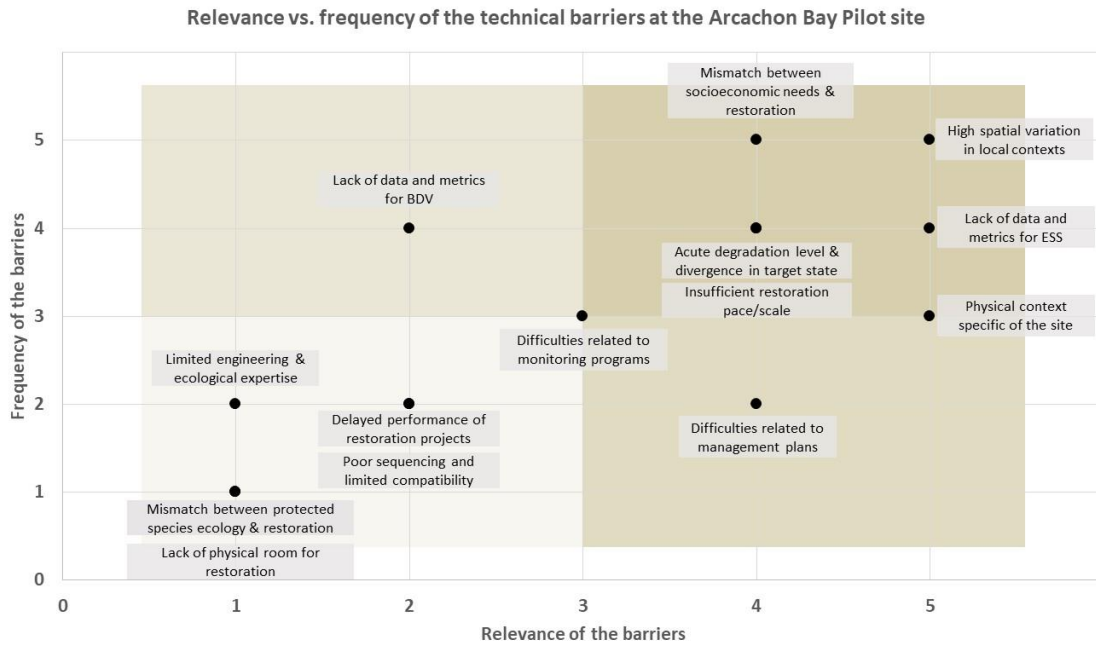 Relevance vs. frequency of the technical barriers at the Arcachon Bay Pilot site
Mismatch between
socioeconomic needs &
restoration
High spatial variation
in local contexts
Lack of data and metrics
for BDV
Lack of data and
metrics for ESS
Acute degradation level &
divergence in target state
Insufficient restoration
pace/scale
Physical context
specific of the site
Difficulties related to
monitoring programs
Limited engineering &
ecological expertise
Delayed performance of
restoration projects
Poor sequencing and
limited compatibility
Difficulties related to
management plans
Mismatch between protected
species ecology & restoration
Lack of physical room for
restoration
Frequency of the barriers
5
4
3
2
1
0
0 1 2 3 4 5
Relevance of the barriers